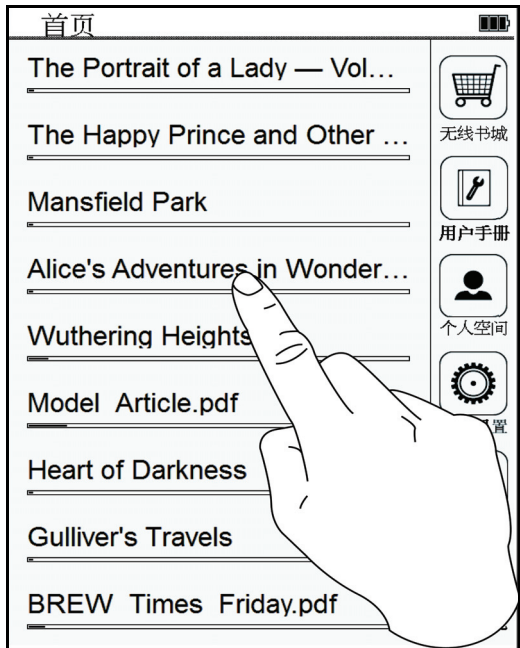 首页
The Portrait of a Lady — Vol...
The Happy Prince and Other ...
Mansfield Park
Alice's Adventures in Wonder...
Wuthering Heights
Model Article.pdf
Heart of Darkness
Gulliver's Travels
BREW Times Friday.pdf
无线书城
用户手册
个人空间
置